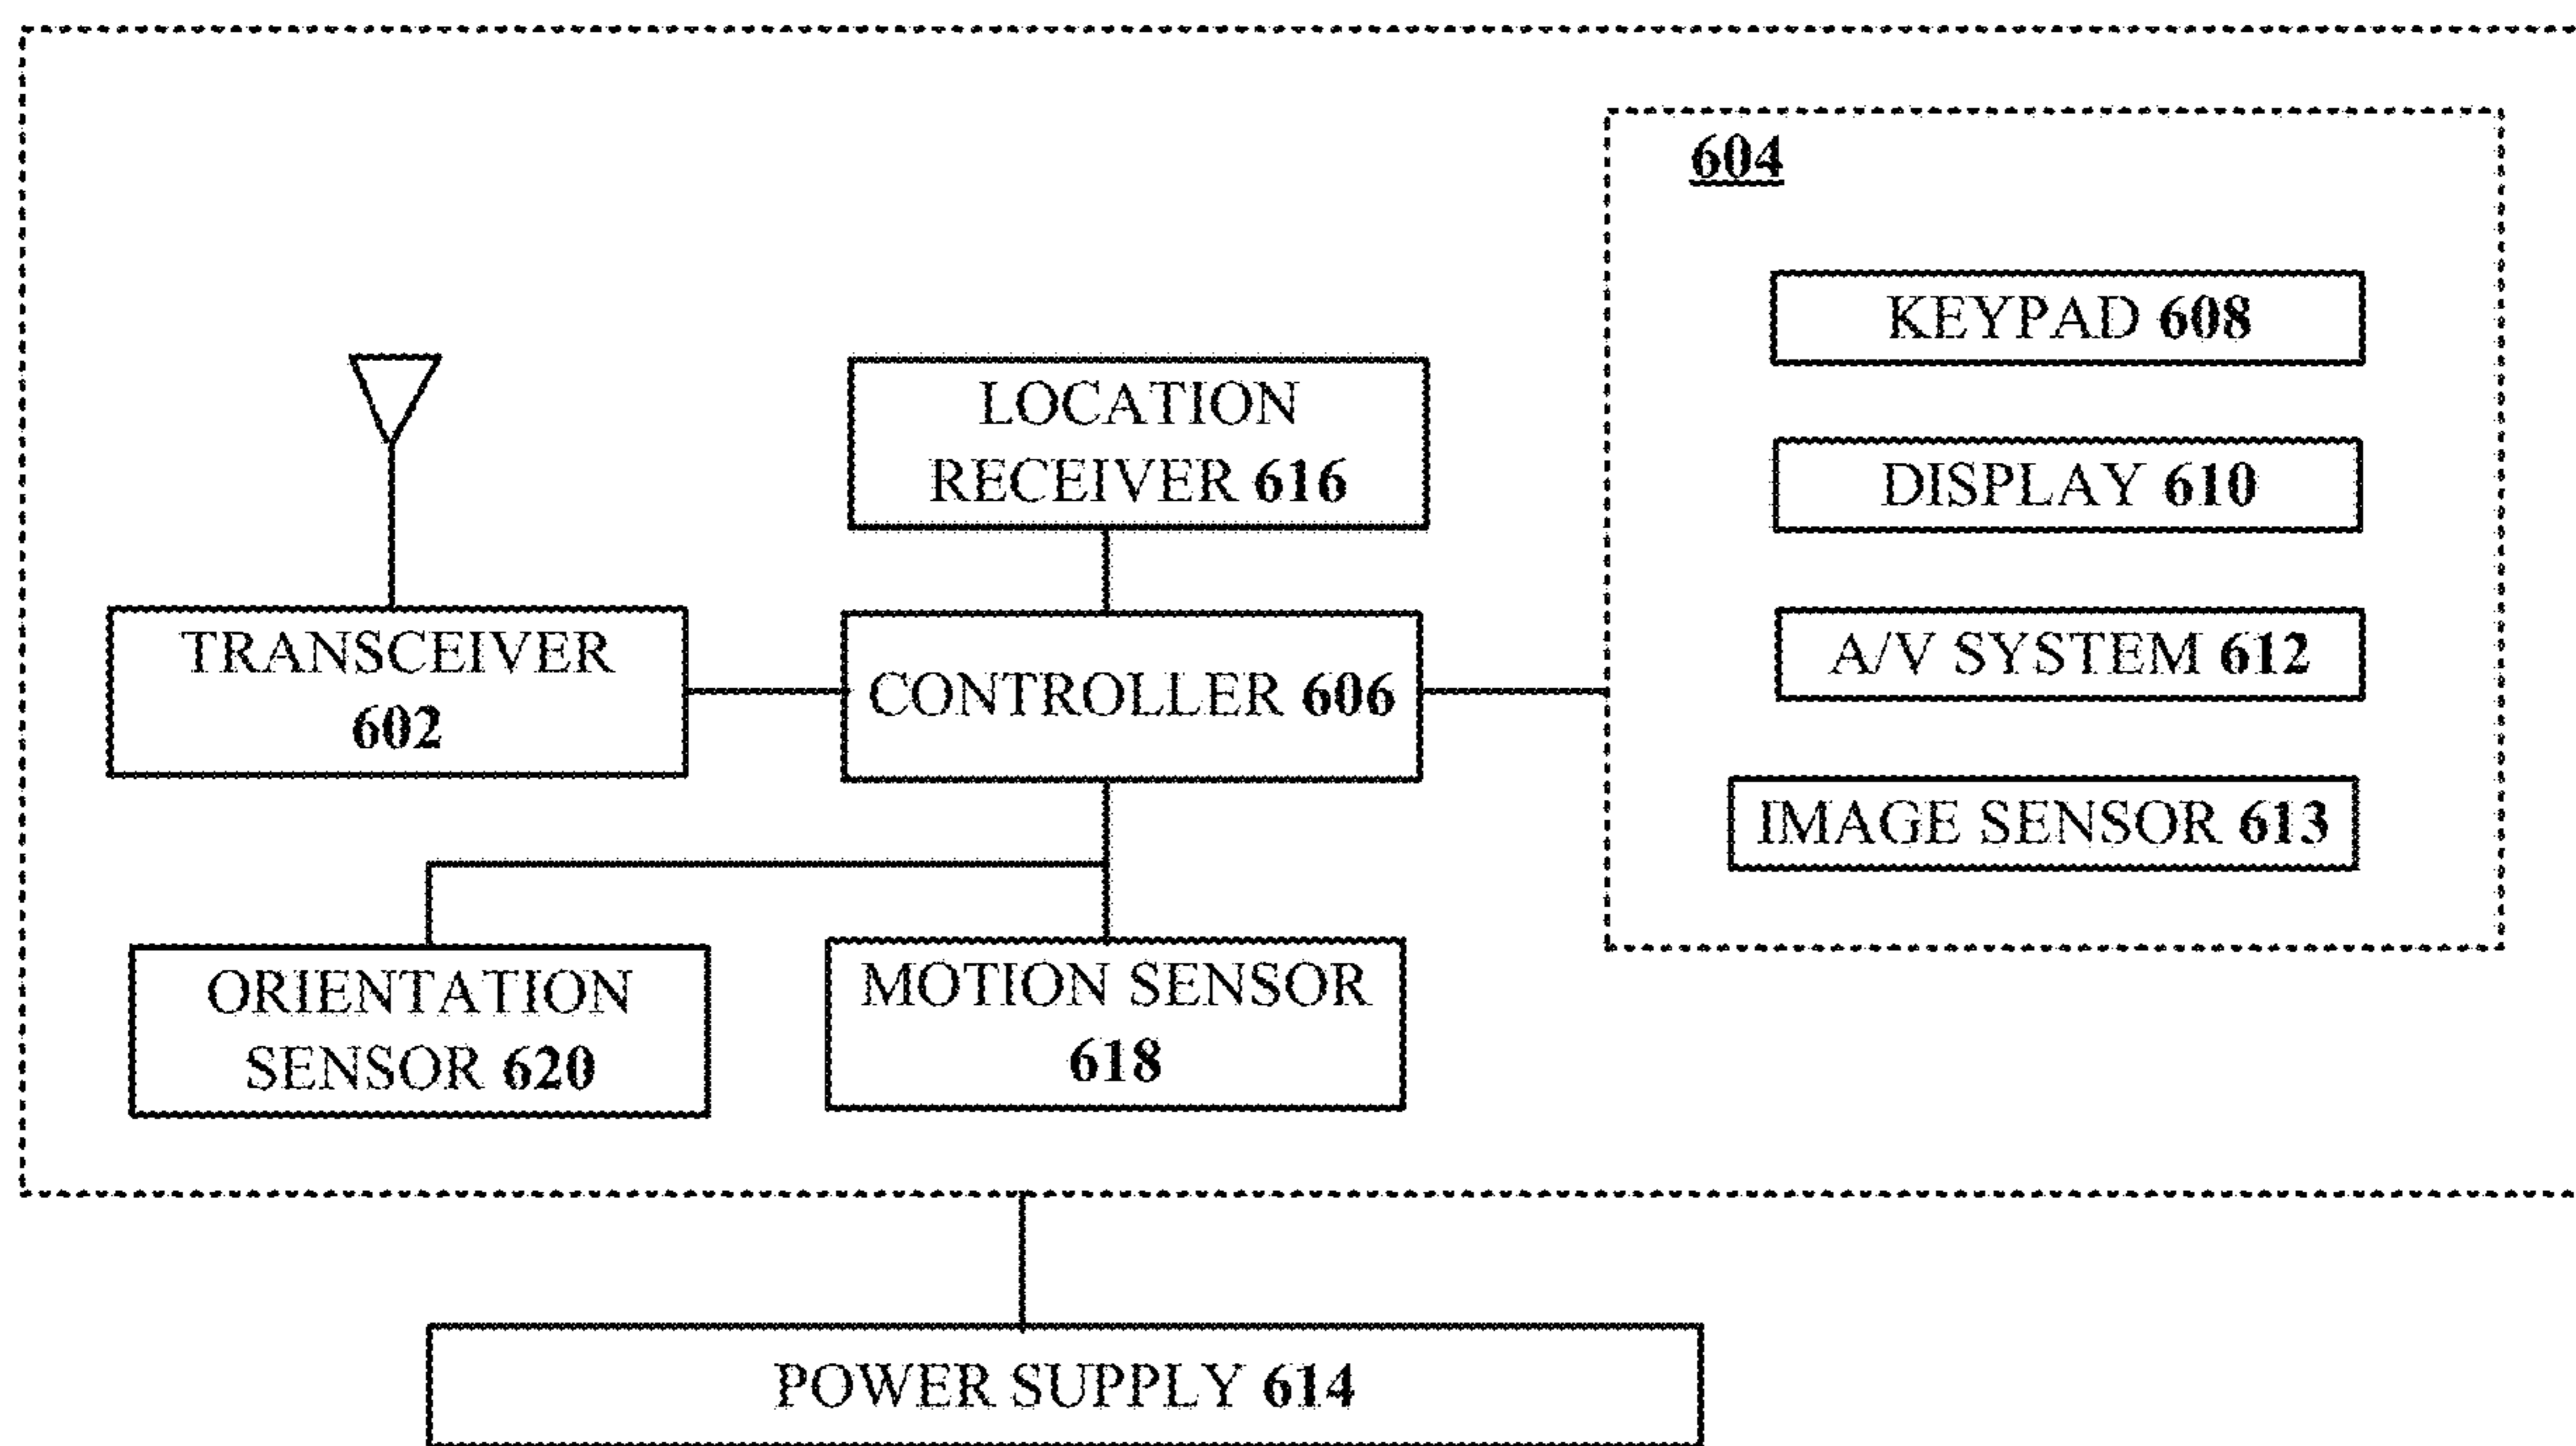 604
KEYPAD 608
DISPLAY 610
A/V SYSTEM 612
IMAGE SENSOR 613
LOCATION
RECEIVER 616
TRANSCEIVER
602
CONTROLLER 606
ORIENTATION
SENSOR 620
MOTION SENSOR
618
POWER SUPPLY 614